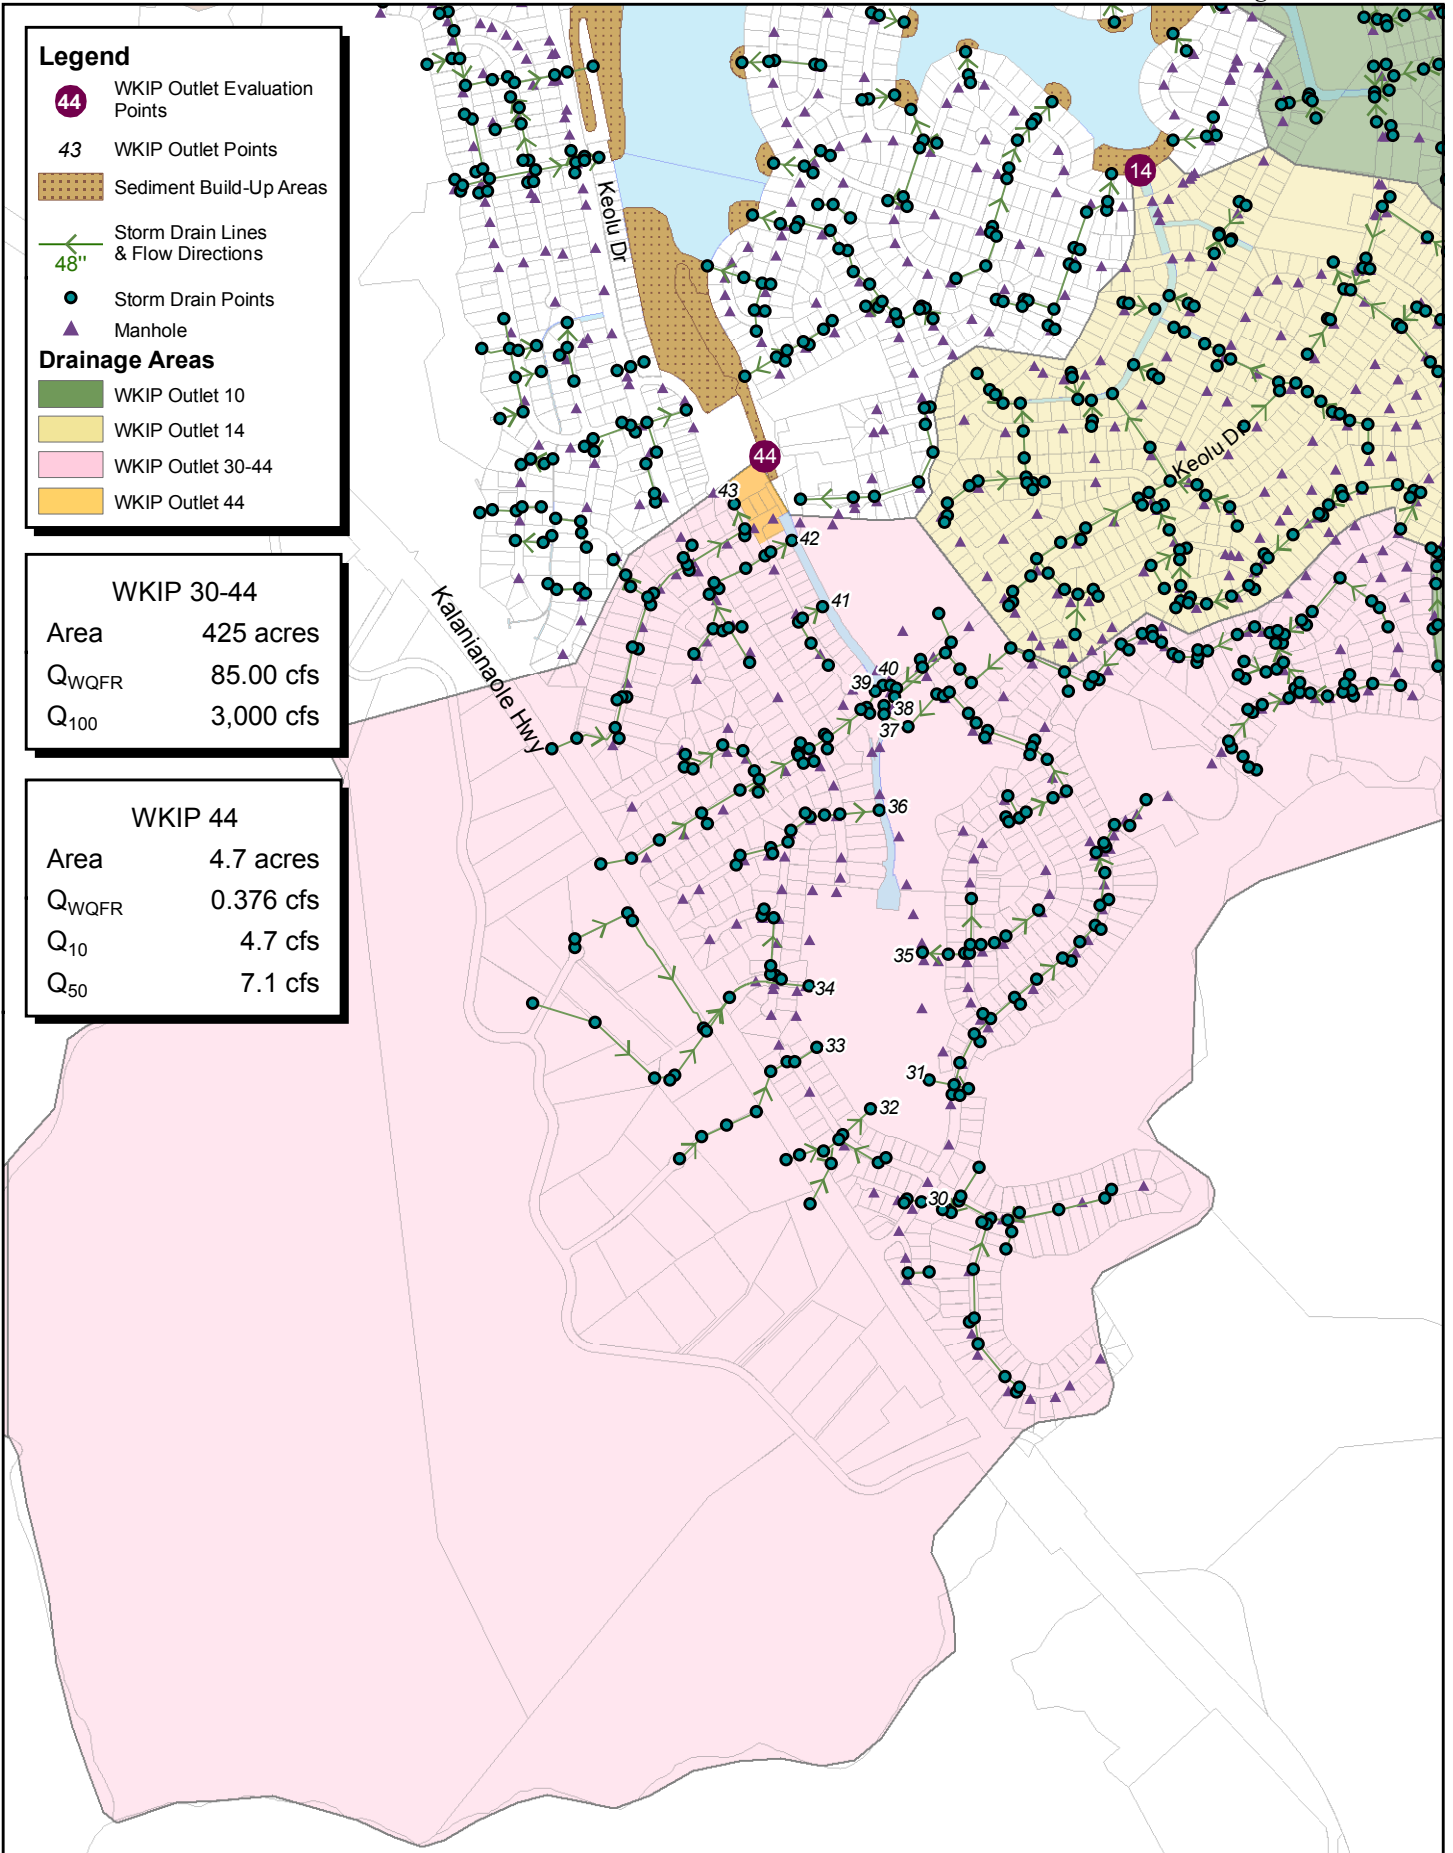 Legend
44 WKIP Outlet Evaluation
Points
43 WKIP Outlet Points
Sediment Build-Up Areas
Storm Drain Lines
& Flow Directions
48"
Storm Drain Points
Manhole
Drainage Areas
WKIP Outlet 10
WKIP Outlet 14
WKIP Outlet 30-44
WKIP Outlet 44
WKIP 30-44
Area 425 acres
QWQFR 85.00 cfs
Q100 3,000 cfs
WKIP 44
Area 4.7 acres
QWQFR 0.376 cfs
Q10 4.7 cfs
Q50 7.1 cfs
Keolu Dr
14
44
Keolu Dr
43
42
Kalanianaole Hwy
41
40
39
38
37
36
35
34
33
31
32
30